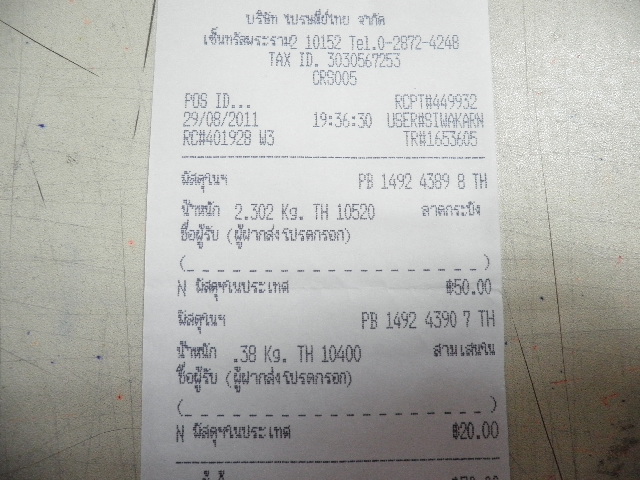 บริษัท ไปรษณีย์ไทย จำกัด
เซ็นทรัลพระราม2 10152 Tel.0-2872-4248
TAX ID. 3030567253
CRS005
POS ID... RCPT#449932
29/08/2011 19:36:30 USER#SIWAKARN
RC#401928 W3 TR#1653605
พัสดุในฯ PB 1492 4389 8 TH
น้ำหนัก 2.302 Kg. TH 10520 ลาดกระบัง
ชื่อผู้รับ (ผู้ฝากส่งโปรดกรอก)
(_ _ _ _ _ _ _ _ _ _ _ _ _ _ _ _ _ _ _ _)
N พัสดุฯในประเทศ ฿50.00
พัสดุในฯ PB 1492 4390 7 TH
น้ำหนัก .38 Kg. TH 10400 สามเสนใน
ชื่อผู้รับ (ผู้ฝากส่งโปรดกรอก)
(_ _ _ _ _ _ _ _ _ _ _ _ _ _ _ _ _ _ _ _)
N พัสดุฯในประเทศ ฿20.00